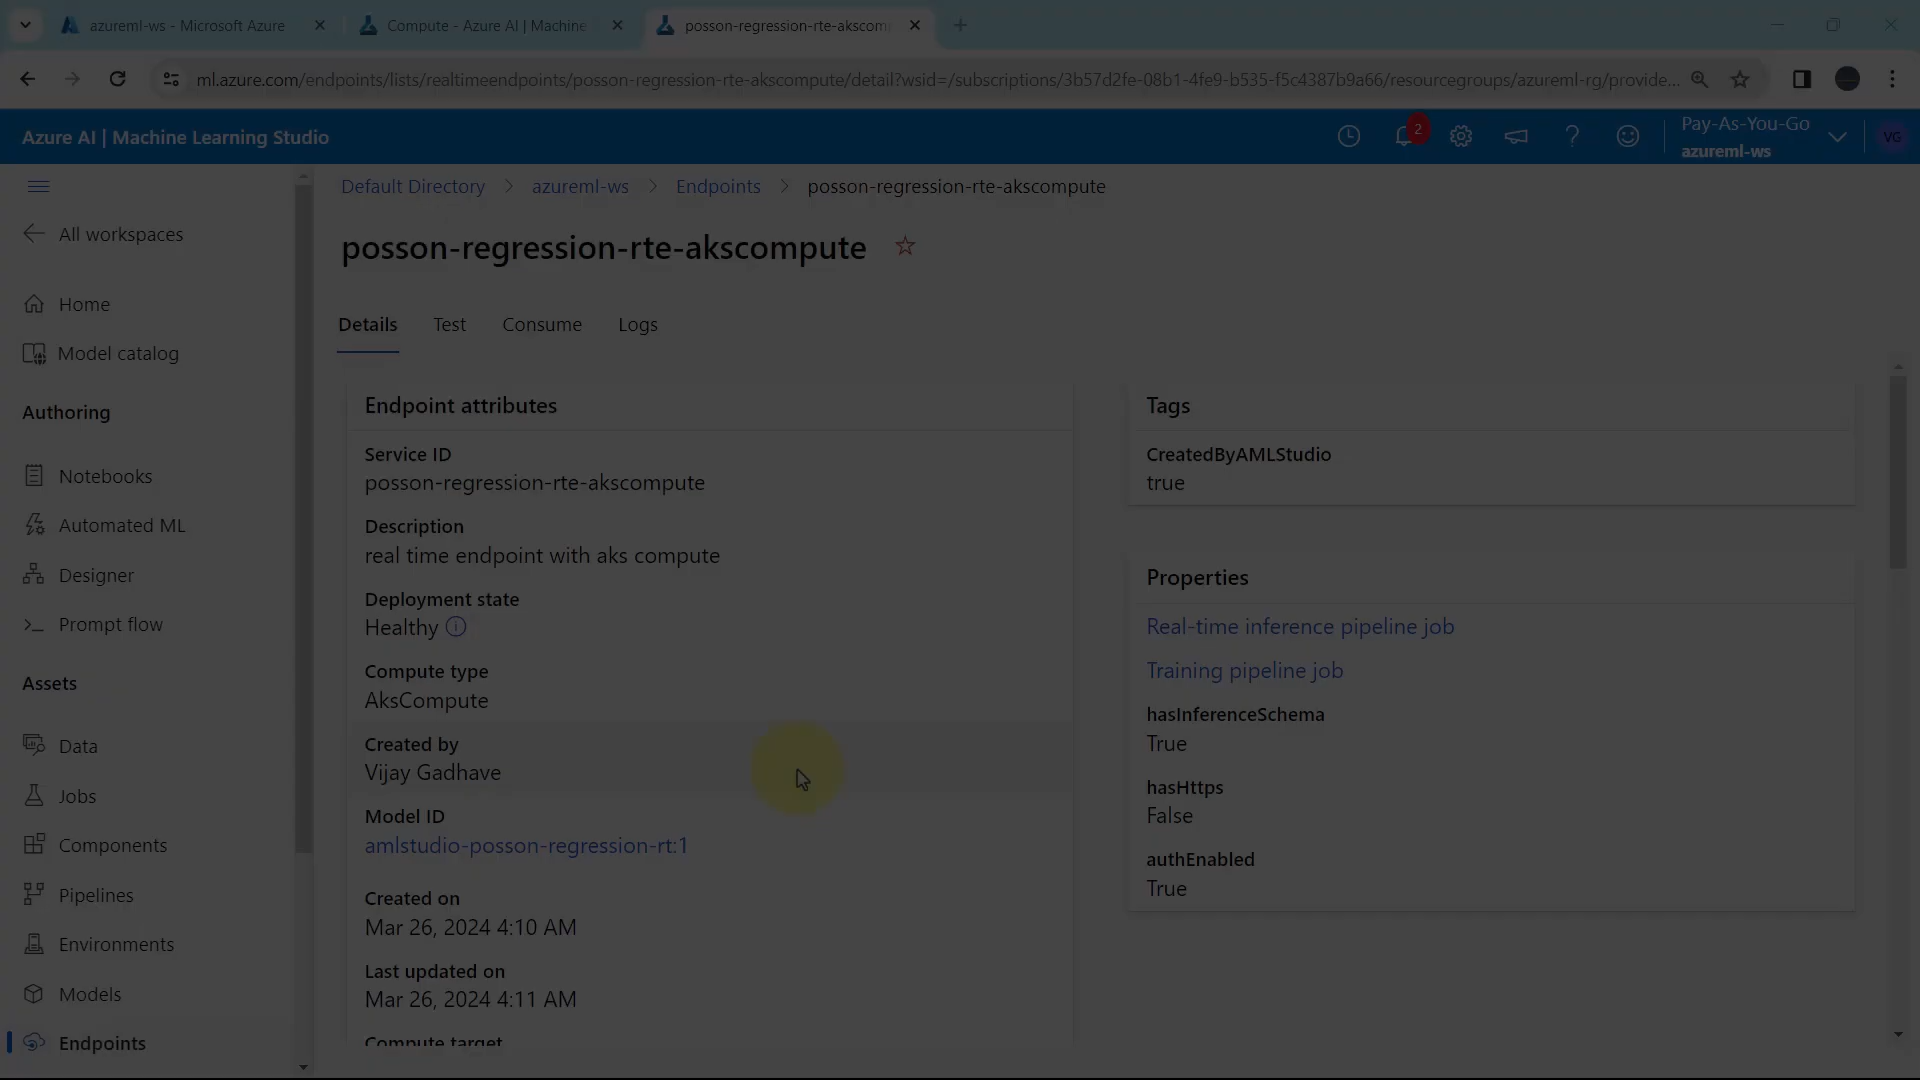 azureml-ws - Microsoft Azure
Compute - Azure AI | Machine
posson-regression-rte-akscom
ml.azure.com/endpoints/lists/realtimeendpoints/posson-regression-rte-akscompute/detail?wsid=/subscriptions/3b57d2fe-08b1-4fe9-b535-f5c4387b9a66/resourcegroups/azureml-rg/provide...
Azure AI | Machine Learning Studio
2
Pay-As-You-Go
azureml-ws
VG
Default Directory > azureml-ws > Endpoints > posson-regression-rte-akscompute
All workspaces
Home
Model catalog
Authoring
Notebooks
Automated ML
Designer
Prompt flow
Assets
Data
Jobs
Components
Pipelines
Environments
Models
Endpoints
posson-regression-rte-akscompute
Details Test Consume Logs
Endpoint attributes
Service ID
posson-regression-rte-akscompute
Description
real time endpoint with aks compute
Deployment state
Healthy
Compute type
AksCompute
Created by
Vijay Gadhave
Model ID
amlstudio-posson-regression-rt:1
Created on
Mar 26, 2024 4:10 AM
Last updated on
Mar 26, 2024 4:11 AM
Compute target
Tags
CreatedByAMLStudio
true
Properties
Real-time inference pipeline job
Training pipeline job
hasInferenceSchema
True
hasHttps
False
authEnabled
True